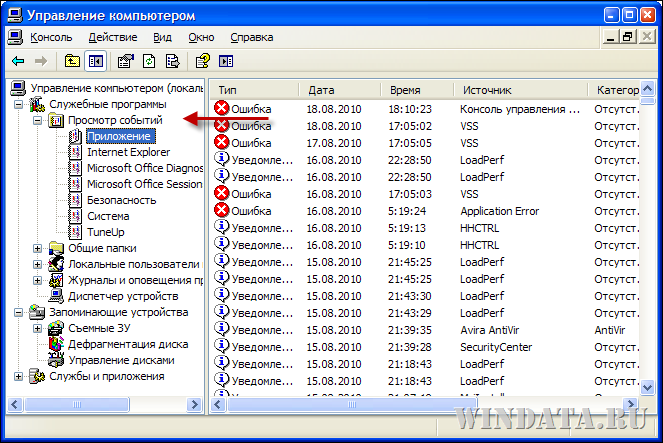 Управление компьютером
Консоль Действие Вид Окно Справка
Управление компьютером (локаль
Служебные программы
Просмотр событий
Приложение
Internet Explorer
Microsoft Office Diagnos
Microsoft Office Session
Безопасность
Система
TuneUp
Общие папки
Локальные пользователи
Журналы и оповещения пр
Диспетчер устройств
Запоминающие устройства
Съемные ЗУ
Дефрагментация диска
Управление дисками
Службы и приложения
Тип Дата Время Источник Категор
Ошибка 18.08.2010 18:10:23 Консоль управления ... Отсутст.
Ошибка 18.08.2010 17:05:02 VSS Отсутст.
Ошибка 17.08.2010 17:05:05 VSS Отсутст.
Уведомле... 16.08.2010 22:28:50 LoadPerf Отсутст.
Уведомле... 16.08.2010 22:28:50 LoadPerf Отсутст.
Ошибка 16.08.2010 17:05:03 VSS Отсутст.
Ошибка 16.08.2010 5:19:24 Application Error Отсутст.
Уведомле... 16.08.2010 5:19:13 HHCTRL Отсутст.
Уведомле... 16.08.2010 5:19:10 HHCTRL Отсутст.
Уведомле... 15.08.2010 21:45:25 LoadPerf Отсутст.
Уведомле... 15.08.2010 21:45:25 LoadPerf Отсутст.
Уведомле... 15.08.2010 21:43:30 LoadPerf Отсутст.
Уведомле... 15.08.2010 21:43:29 LoadPerf Отсутст.
Уведомле... 15.08.2010 21:39:35 Avira AntiVir AntiVir
Уведомле... 15.08.2010 21:39:28 SecurityCenter Отсутст.
Уведомле... 15.08.2010 21:18:43 LoadPerf Отсутст.
Уведомле... 15.08.2010 21:18:43 LoadPerf Отсутст.
WINDATA.RU